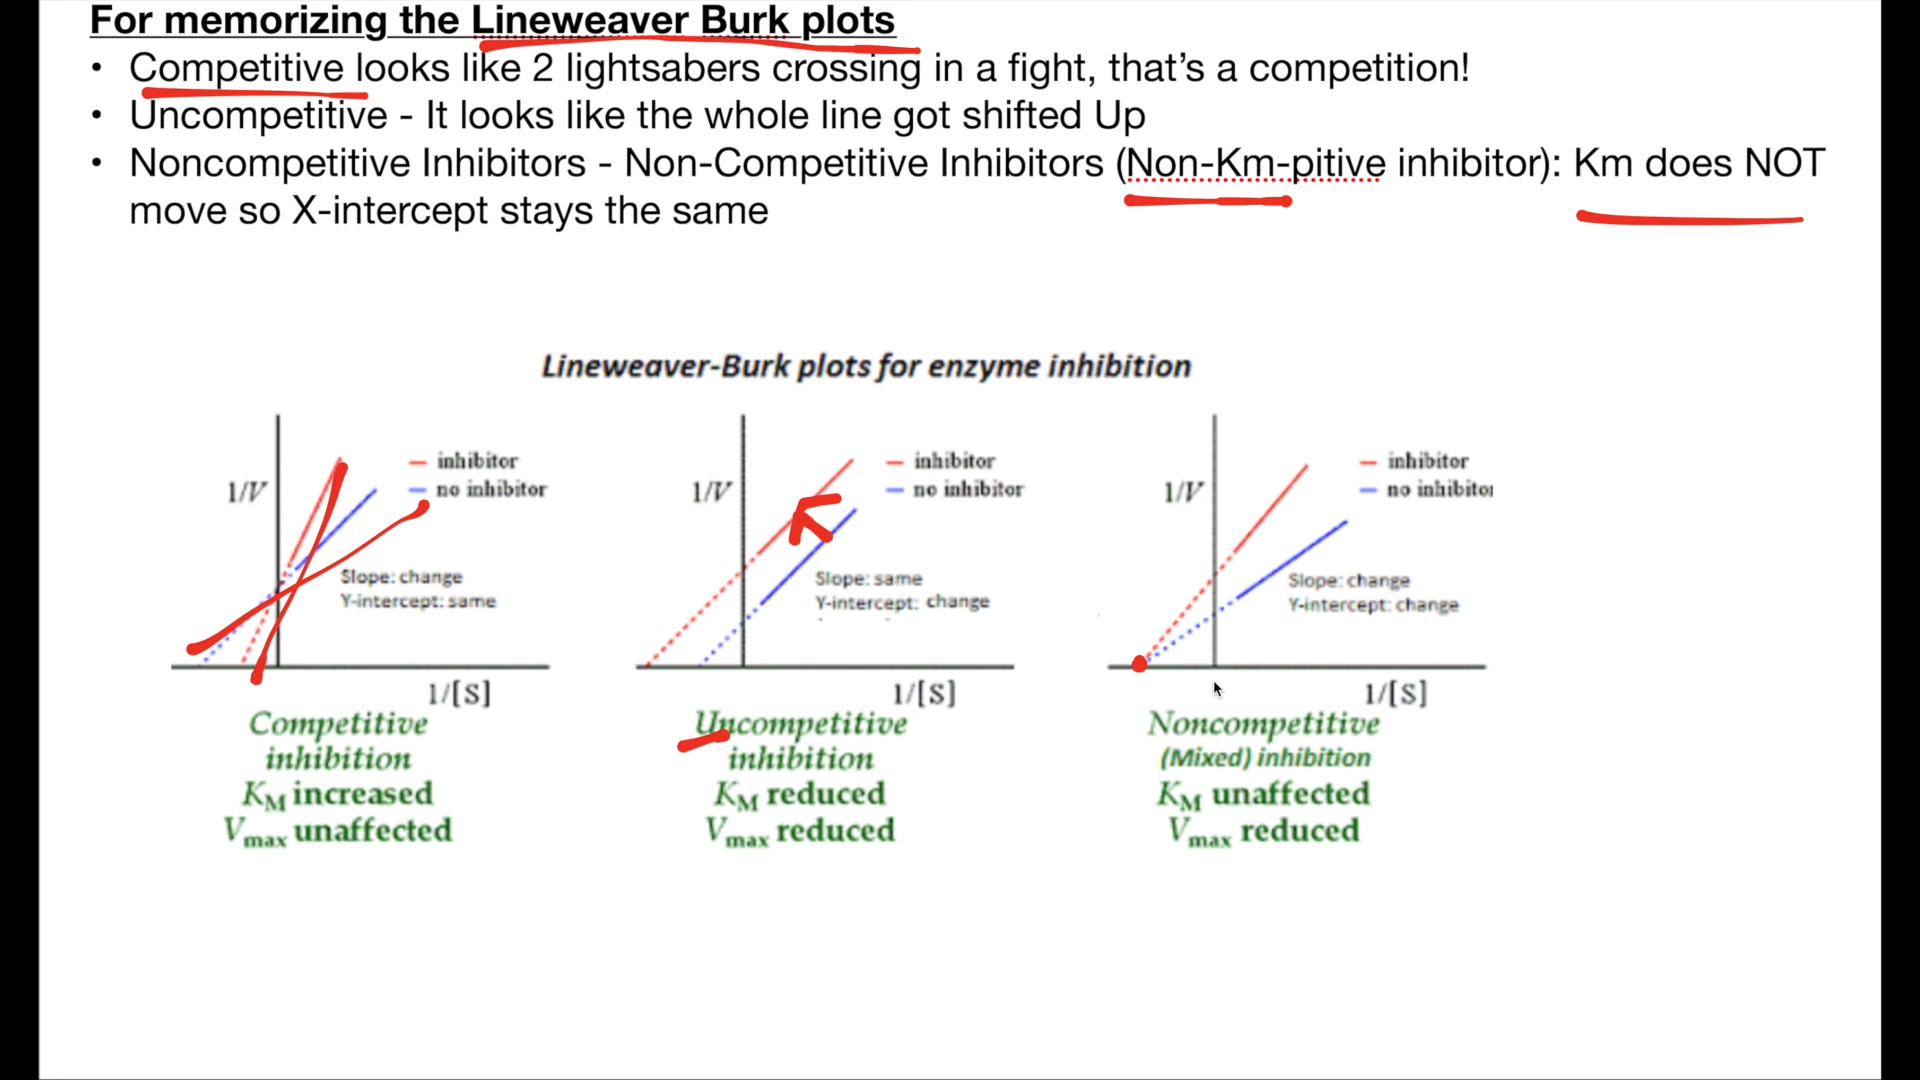 For memorizing the Lineweaver Burk plots
• Competitive looks like 2 lightsabers crossing in a fight, that's a competition!
• Uncompetitive - It looks like the whole line got shifted Up
• Noncompetitive Inhibitors - Non-Competitive Inhibitors (Non-Km-pitive inhibitor): Km does NOT
move so X-intercept stays the same
Lineweaver-Burk plots for enzyme inhibition
1/V
inhibitor
no inhibitor
Slope: change
Y-intercept: same
1/[S]
Competitive
inhibition
KM increased
Vmax unaffected
1/V
inhibitor
no inhibitor
Slope: same
Y-intercept: change
1/[S]
Uncompetitive
inhibition
KM reduced
Vmax reduced
1/V
inhibitor
no inhibitor
Slope: change
Y-intercept: change
1/[S]
Noncompetitive
(Mixed) inhibition
KM unaffected
Vmax reduced